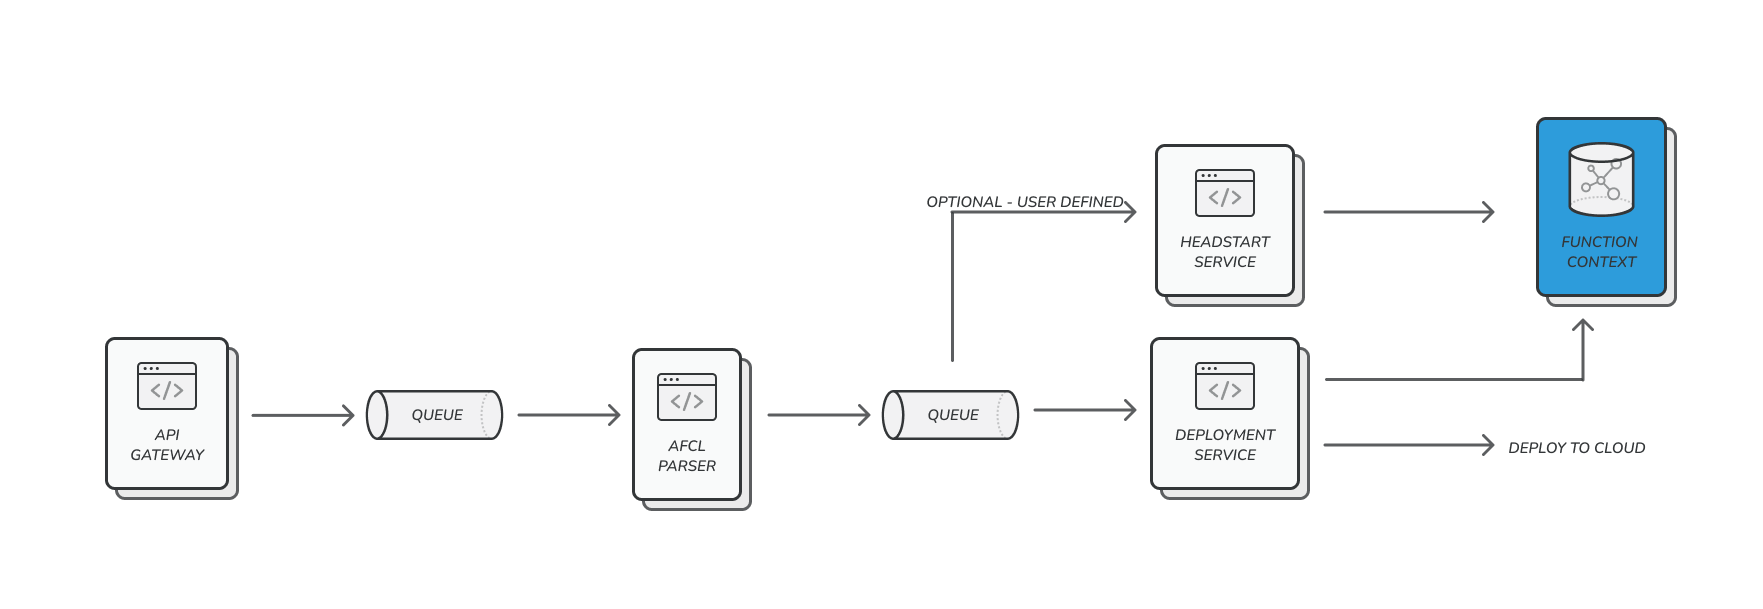 OPTIONAL - USER DEFINED
HEADSTART
SERVICE
FUNCTION
CONTEXT
API
GATEWAY
QUEUE
AFCL
PARSER
QUEUE
DEPLOYMENT
SERVICE
DEPLOY TO CLOUD